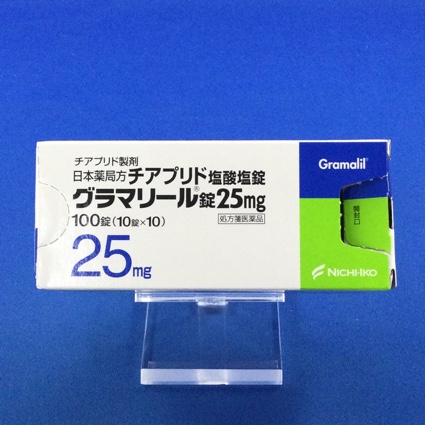 チアプリド製剤
日本薬局方チアプリド塩酸塩錠
グラマリール®錠25mg
100錠(10錠×10)
処方箋医薬品
25mg
Gramalil®
開封口
NICHI-IKO